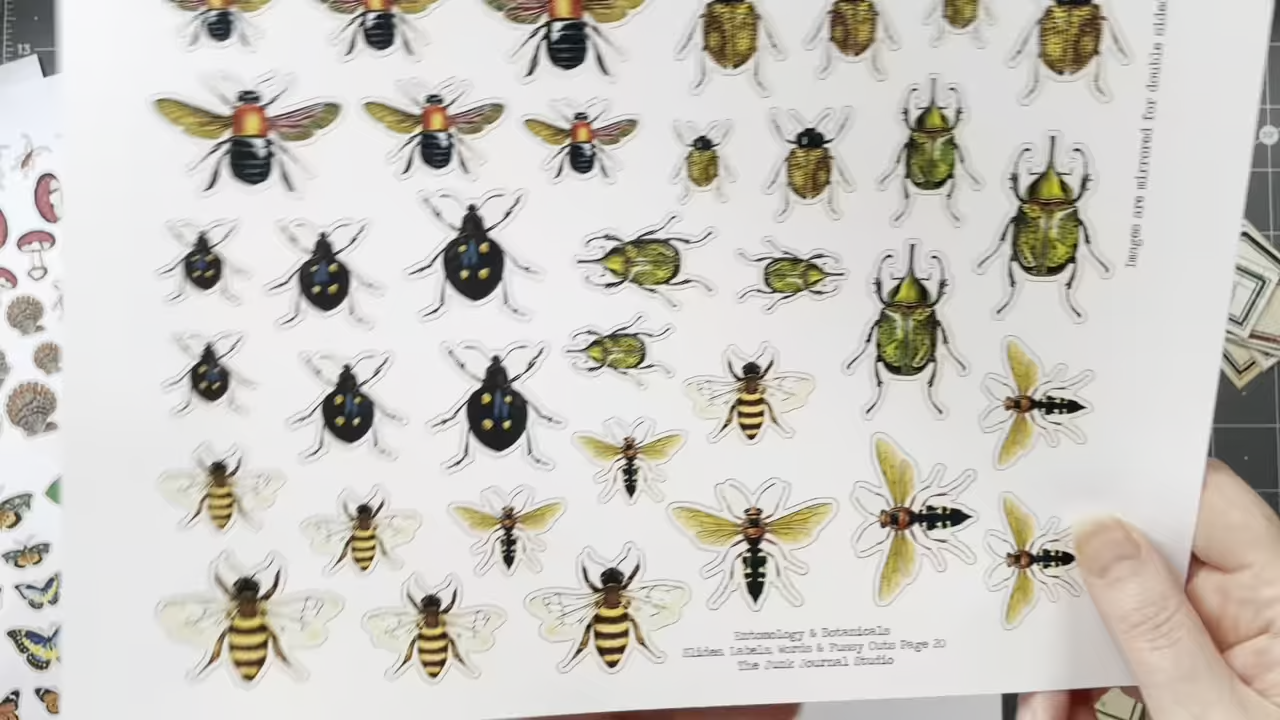 13
Images are mirrored for double sided
Entomology & Botanicals
Slides, Labels, Words & Fussy Cuts Page 20
The Junk Journal Studio